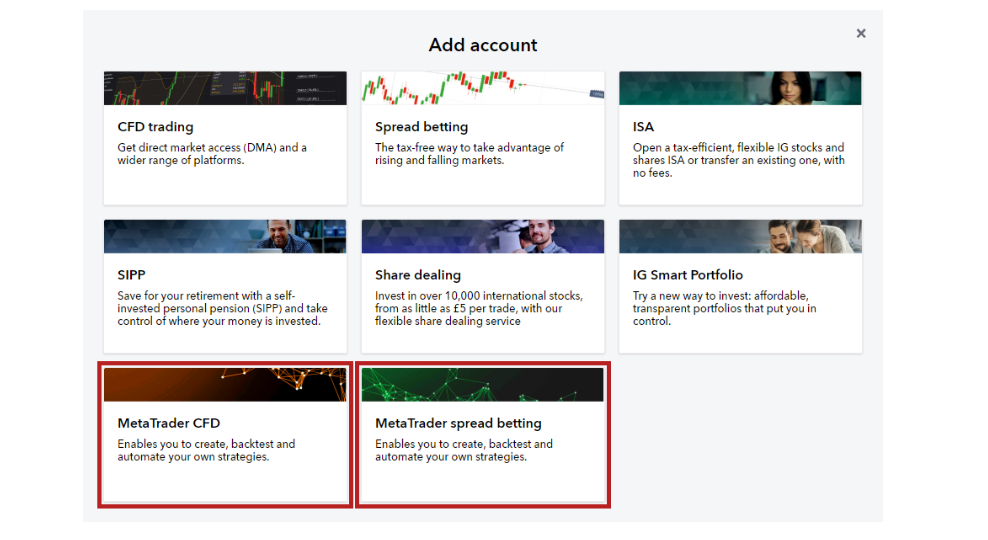 Add account
CFD trading
Get direct market access (DMA) and a
wider range of platforms.
Spread betting
The tax-free way to take advantage of
rising and falling markets.
ISA
Open a tax-efficient, flexible IG stocks and
shares ISA or transfer an existing one, with
no fees.
SIPP
Save for your retirement with a self-
invested personal pension (SIPP) and take
control of where your money is invested.
Share dealing
Invest in over 10,000 international stocks,
from as little as £5 per trade, with our
flexible share dealing service
IG Smart Portfolio
Try a new way to invest: affordable,
transparent portfolios that put you in
control.
MetaTrader CFD
Enables you to create, backtest and
automate your own strategies.
MetaTrader spread betting
Enables you to create, backtest and
automate your own strategies.